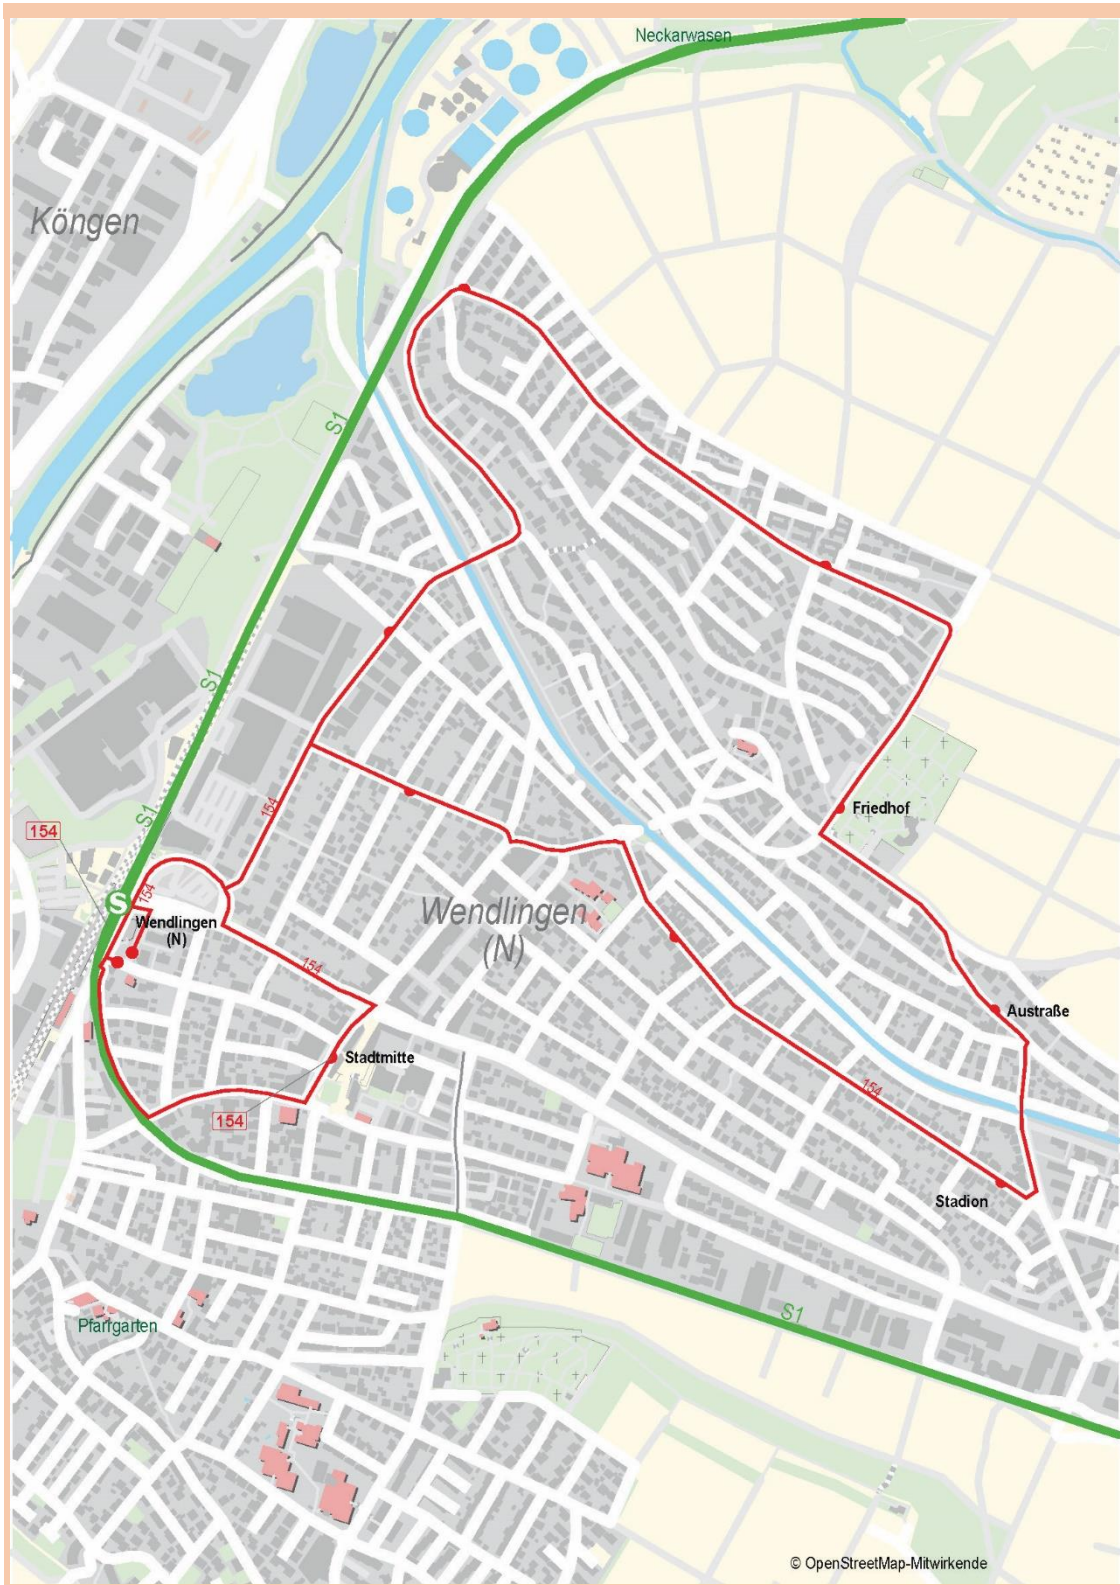 Neckarwasen
Köngen
S1
S1
S1
154
154
154
S
Wendlingen
(N)
Wendlingen
(N)
154
Friedhof
Austraße
Stadtmitte
154
154
Stadion
S1
Pfarrgarten
© OpenStreetMap-Mitwirkende